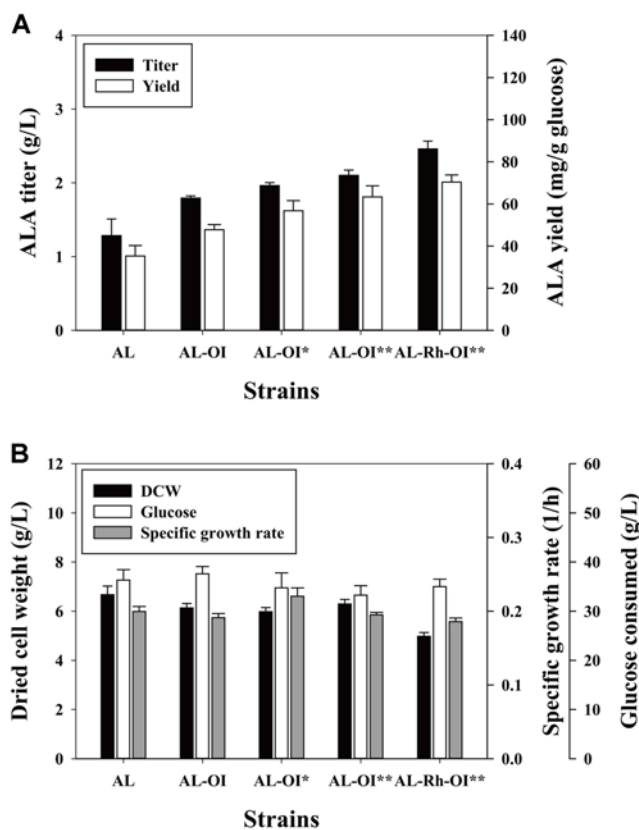 A
ALA titer (g/L)
4
3
2
1
0
Titer
Yield
140
120
100
80
60
40
20
0
ALA yield (mg/g glucose)
AL AL-OI AL-OI* AL-OI** AL-Rh-OI**
Strains
B
Dried cell weight (g/L)
12
10
8
6
4
2
0
DCW
Glucose
Specific growth rate
0.4
0.3
0.2
0.1
0.0
Specific growth rate (1/h)
60
50
40
30
20
10
0
Glucose consumed (g/L)
AL AL-OI AL-OI* AL-OI** AL-Rh-OI**
Strains